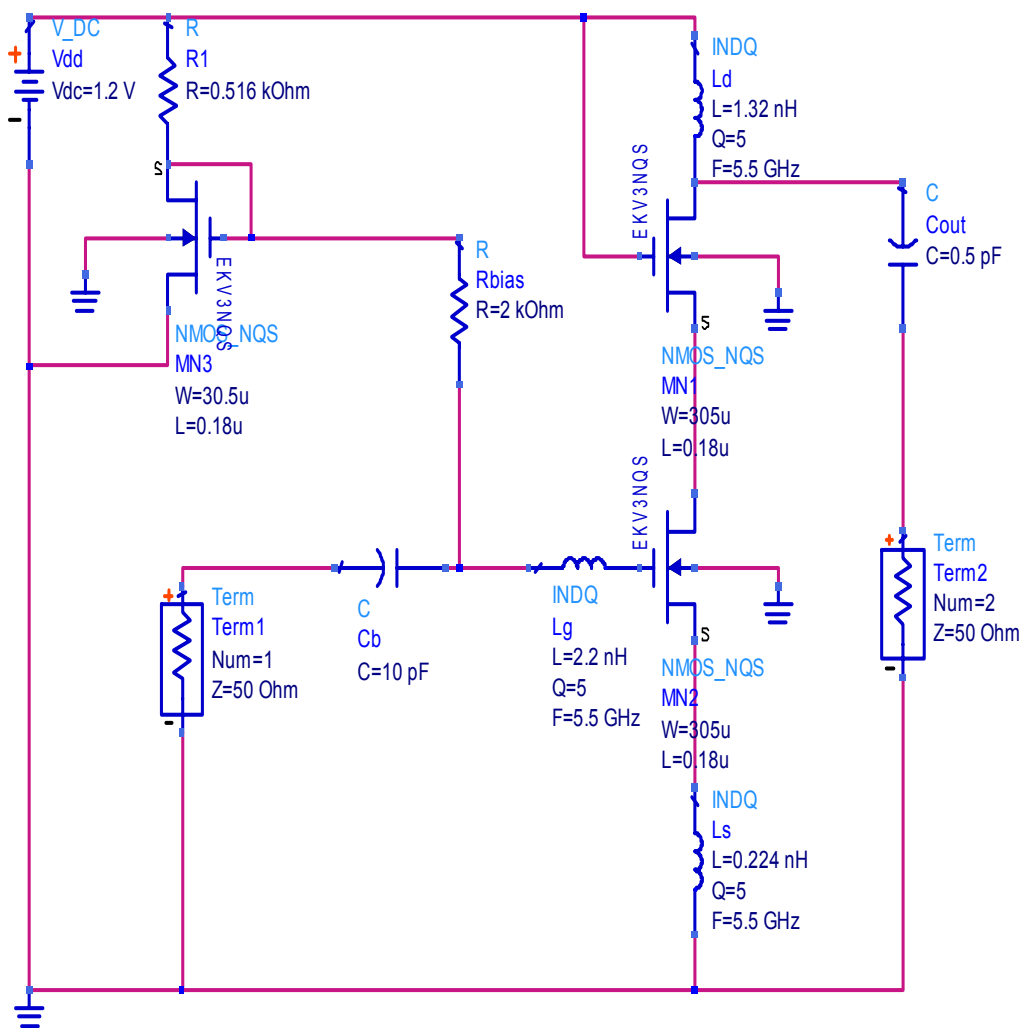 V_DC
Vdd
Vdc=1.2 V
+
−
R
R1
R=0.516 kOhm
S
EKV3NQS
NMOS_NQS
MN3
W=30.5u
L=0.18u
R
Rbias
R=2 kOhm
INDQ
Ld
L=1.32 nH
Q=5
F=5.5 GHz
EKV3NQS
S
NMOS_NQS
MN1
W=305u
L=0.18u
C
Cout
C=0.5 pF
EKV3NQS
S
NMOS_NQS
MN2
W=305u
L=0.18u
+
Term
Term1
Num=1
Z=50 Ohm
-
C
Cb
C=10 pF
INDQ
Lg
L=2.2 nH
Q=5
F=5.5 GHz
+
Term
Term2
Num=2
Z=50 Ohm
-
INDQ
Ls
L=0.224 nH
Q=5
F=5.5 GHz